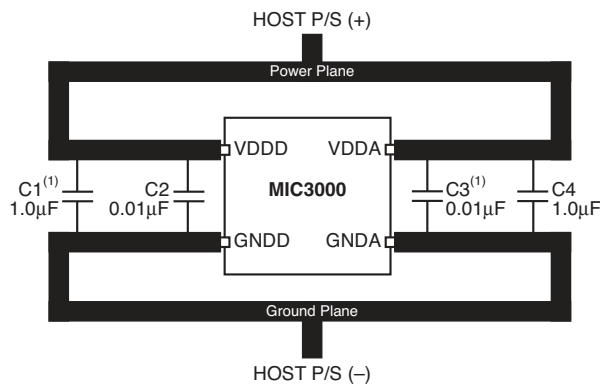 HOST P/S (+)
Power Plane
VDDD
VDDA
MIC3000
C1(1)
1.0µF
C2
0.01µF
C3(1)
0.01µF
C4
1.0µF
GNDD
GNDA
Ground Plane
HOST P/S (–)